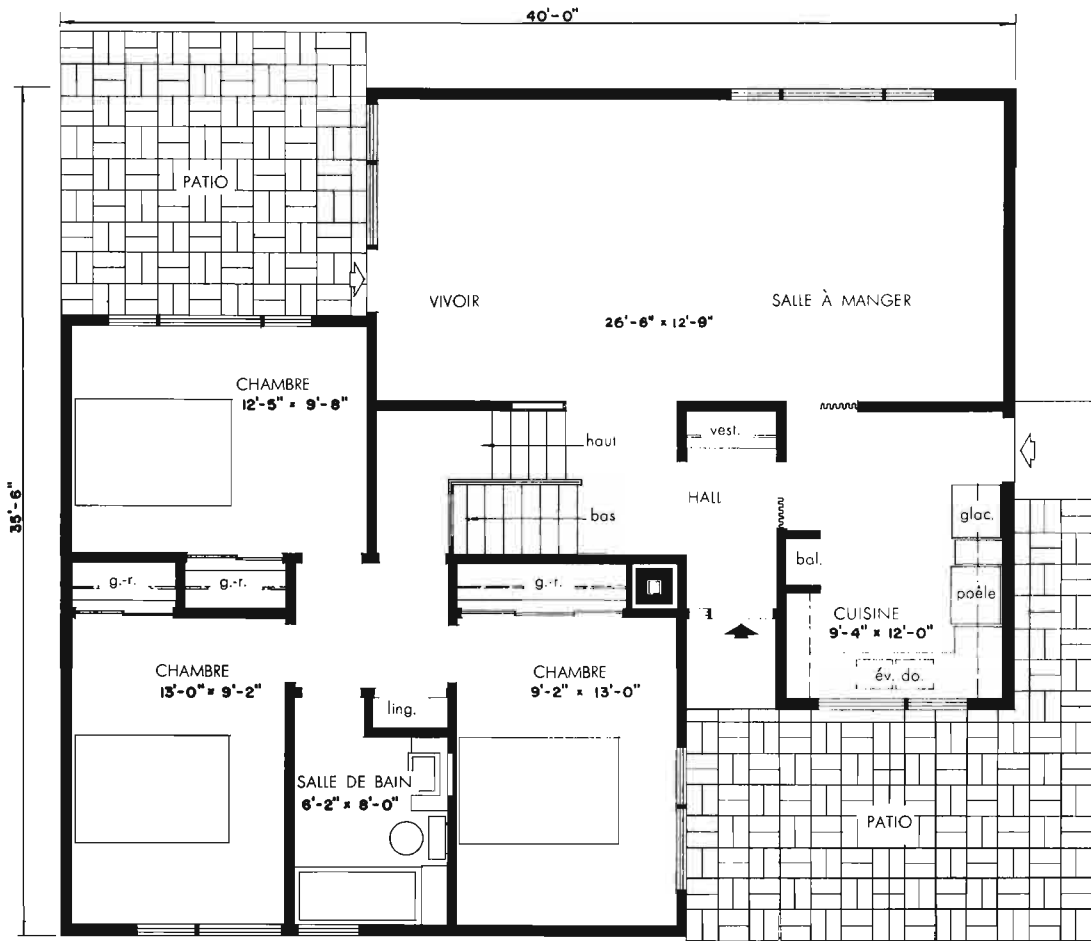 40'-0"
PATIO
35'-6"
VIVOIR
SALLE À MANGER
26'-6" × 12'-9"
CHAMBRE
12'-5" × 9'-8"
haut
bas
vest.
HALL
glac.
bal.
poêle
CUISINE
9'-4" × 12'-0"
év. do.
g.-r.
g.-r.
g.-r.
CHAMBRE
13'-0" × 9'-2"
CHAMBRE
9'-2" × 13'-0"
ling.
SALLE DE BAIN
6'-2" × 8'-0"
PATIO